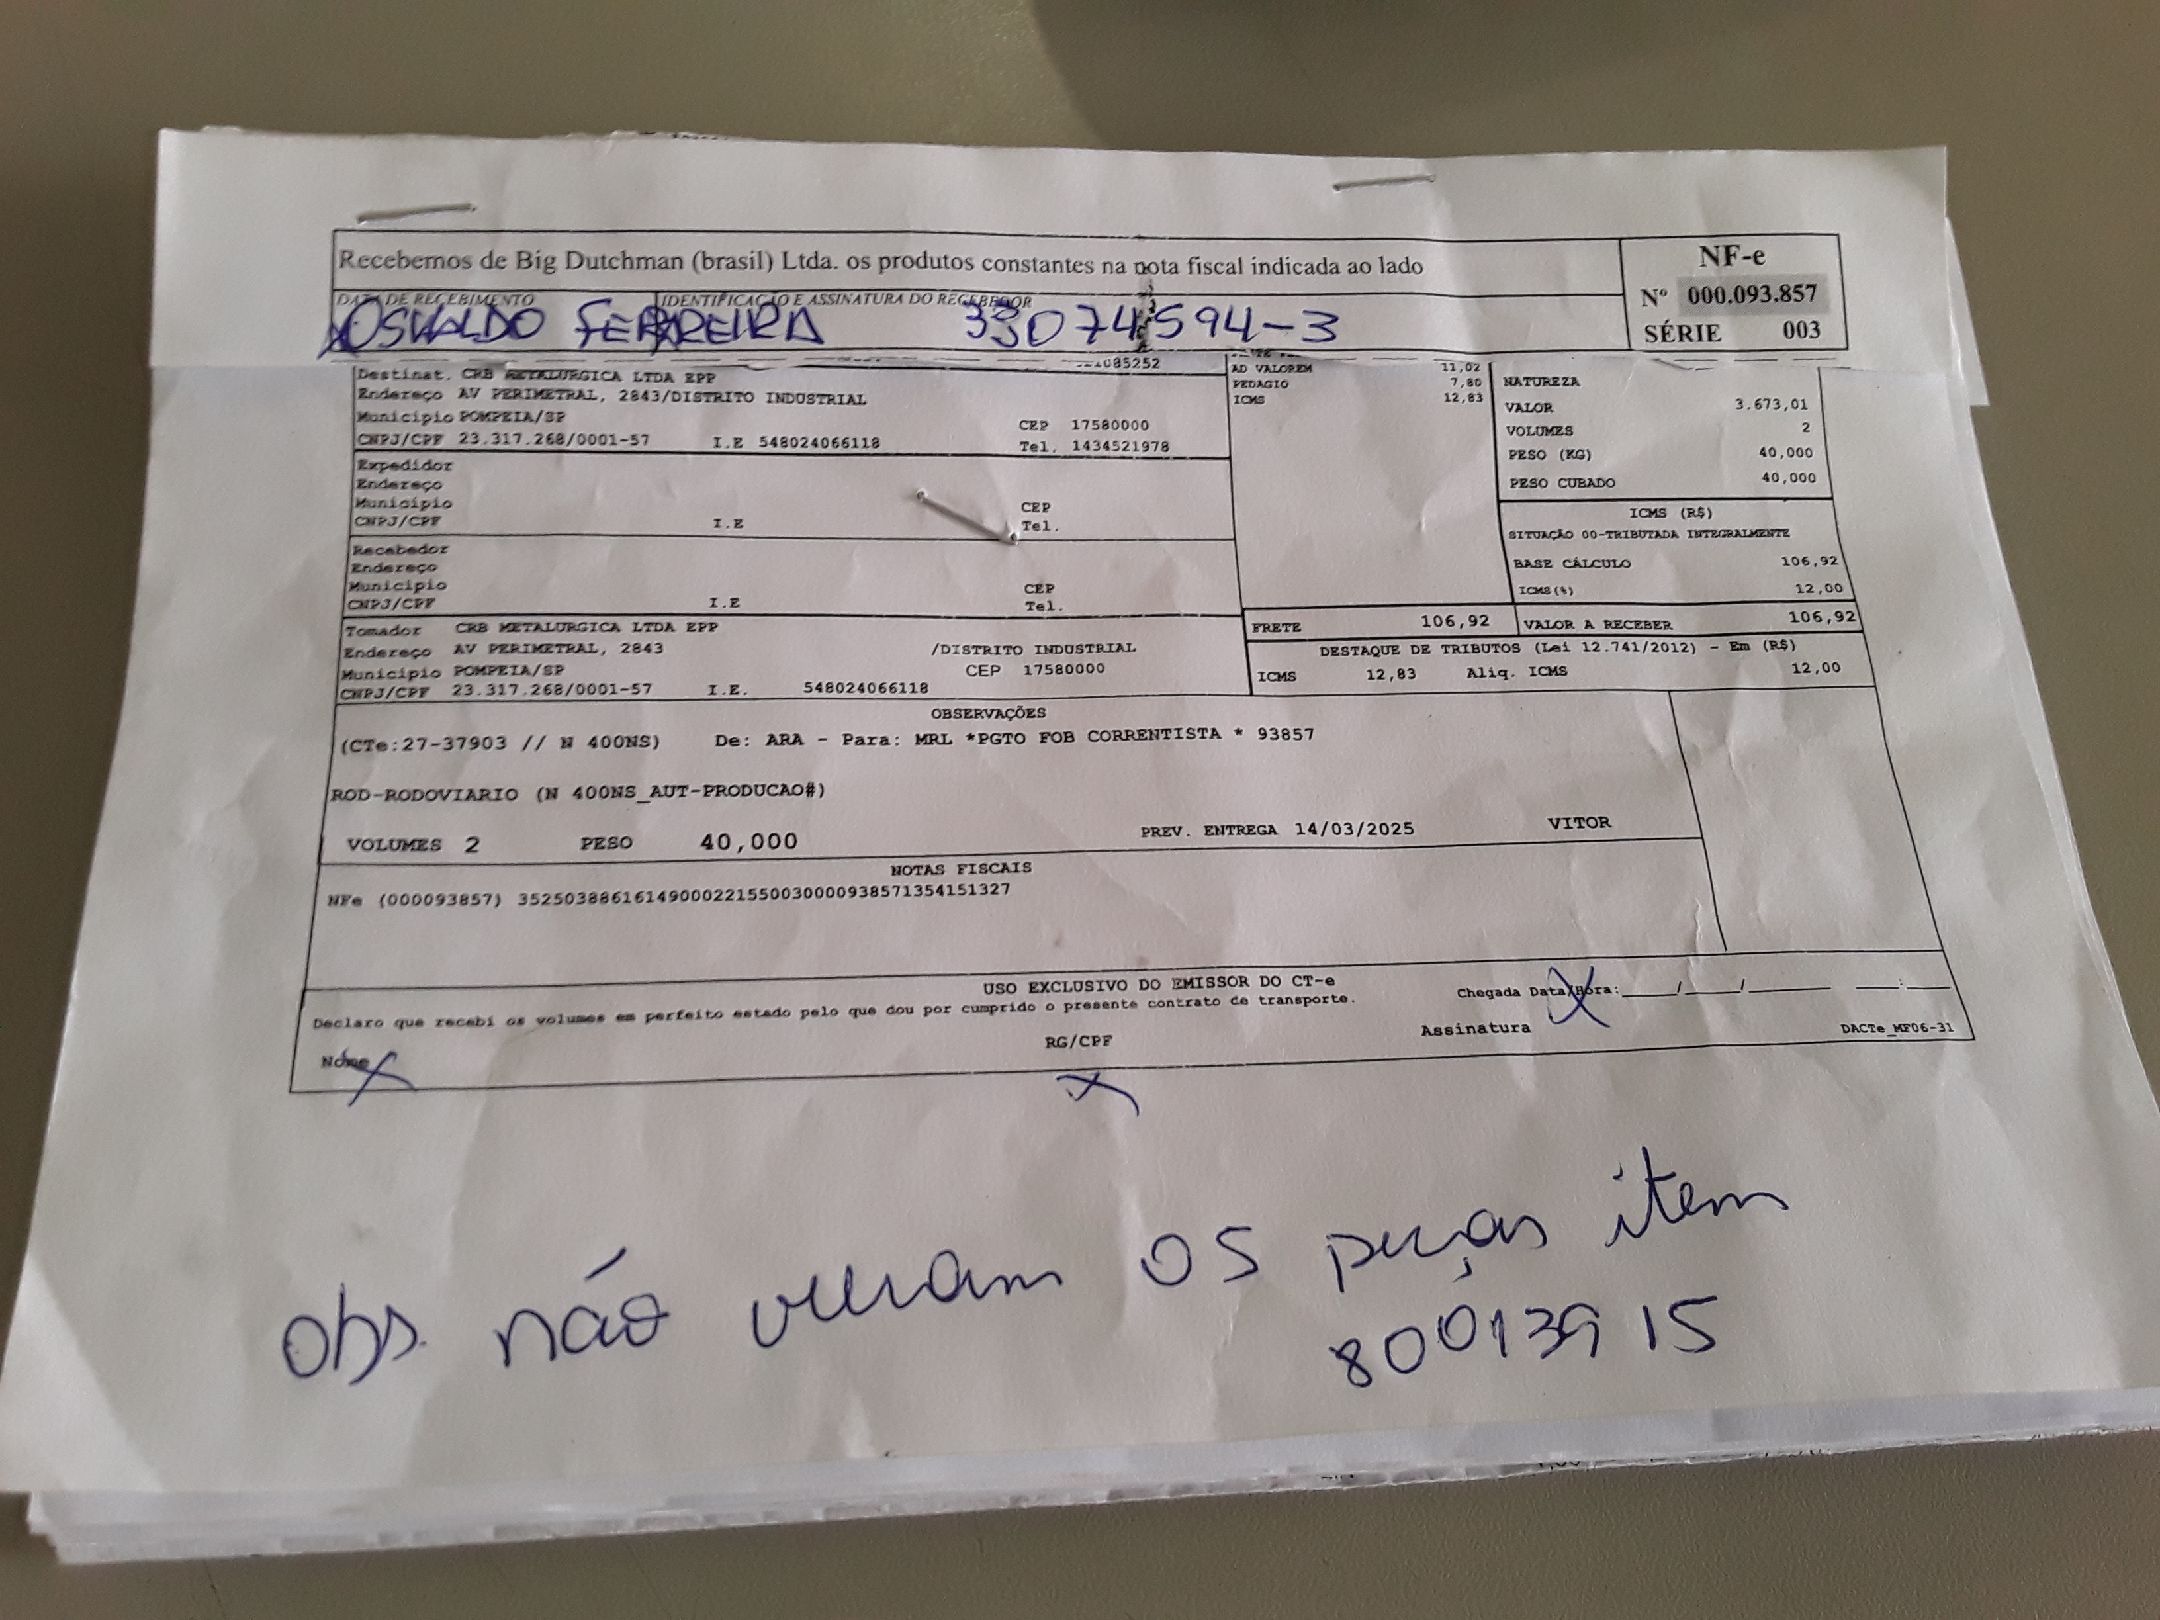 Recebemos de Big Dutchman (brasil) Ltda. os produtos constantes na nota fiscal indicada ao lado
NF-e
Nº 000.093.857
SÉRIE 003
DATA DE RECEBIMENTO IDENTIFICAÇÃO E ASSINATURA DO RECEBEDOR
OSWALDO FERREIRA 33074594-3
Destinat. CRB METALURGICA LTDA EPP
Endereço AV PERIMETRAL, 2843/DISTRITO INDUSTRIAL
Município POMPEIA/SP CEP 17580000
CNPJ/CPF 23.317.268/0001-57 I.E 548024066118 Tel. 1434521978
Expedidor
Endereço
Município CEP
CNPJ/CPF I.E Tel.
Recebedor
Endereço
Município CEP
CNPJ/CPF I.E Tel.
Tomador CRB METALURGICA LTDA EPP
Endereço AV PERIMETRAL, 2843 /DISTRITO INDUSTRIAL
Município POMPEIA/SP CEP 17580000
CNPJ/CPF 23.317.268/0001-57 I.E. 548024066118
AD VALOREM 11,02
PEDAGIO 7,80
ICMS 12,83
NATUREZA
VALOR 3.673,01
VOLUMES 2
PESO (KG) 40,000
PESO CUBADO 40,000
ICMS (R$)
SITUAÇÃO 00-TRIBUTADA INTEGRALMENTE
BASE CÁLCULO 106,92
ICMS(%) 12,00
FRETE 106,92 VALOR A RECEBER 106,92
DESTAQUE DE TRIBUTOS (Lei 12.741/2012) - Em (R$)
ICMS 12,83 Aliq. ICMS 12,00
OBSERVAÇÕES
(CTe:27-37903 // N 400NS) De: ARA - Para: MRL *PGTO FOB CORRENTISTA * 93857
ROD-RODOVIARIO (N 400NS_AUT-PRODUCAO#)
VOLUMES 2 PESO 40,000 PREV. ENTREGA 14/03/2025 VITOR
NOTAS FISCAIS
NFe (000093857) 35250388616149000221550030000938571354151327
USO EXCLUSIVO DO EMISSOR DO CT-e
Declaro que recebi os volumes em perfeito estado pelo que dou por cumprido o presente contrato de transporte.
Chegada Data/Hora:____/____/______ ___:___
Nome RG/CPF Assinatura DACTe_MF06-31
obs. não vieram os peças item
80013915